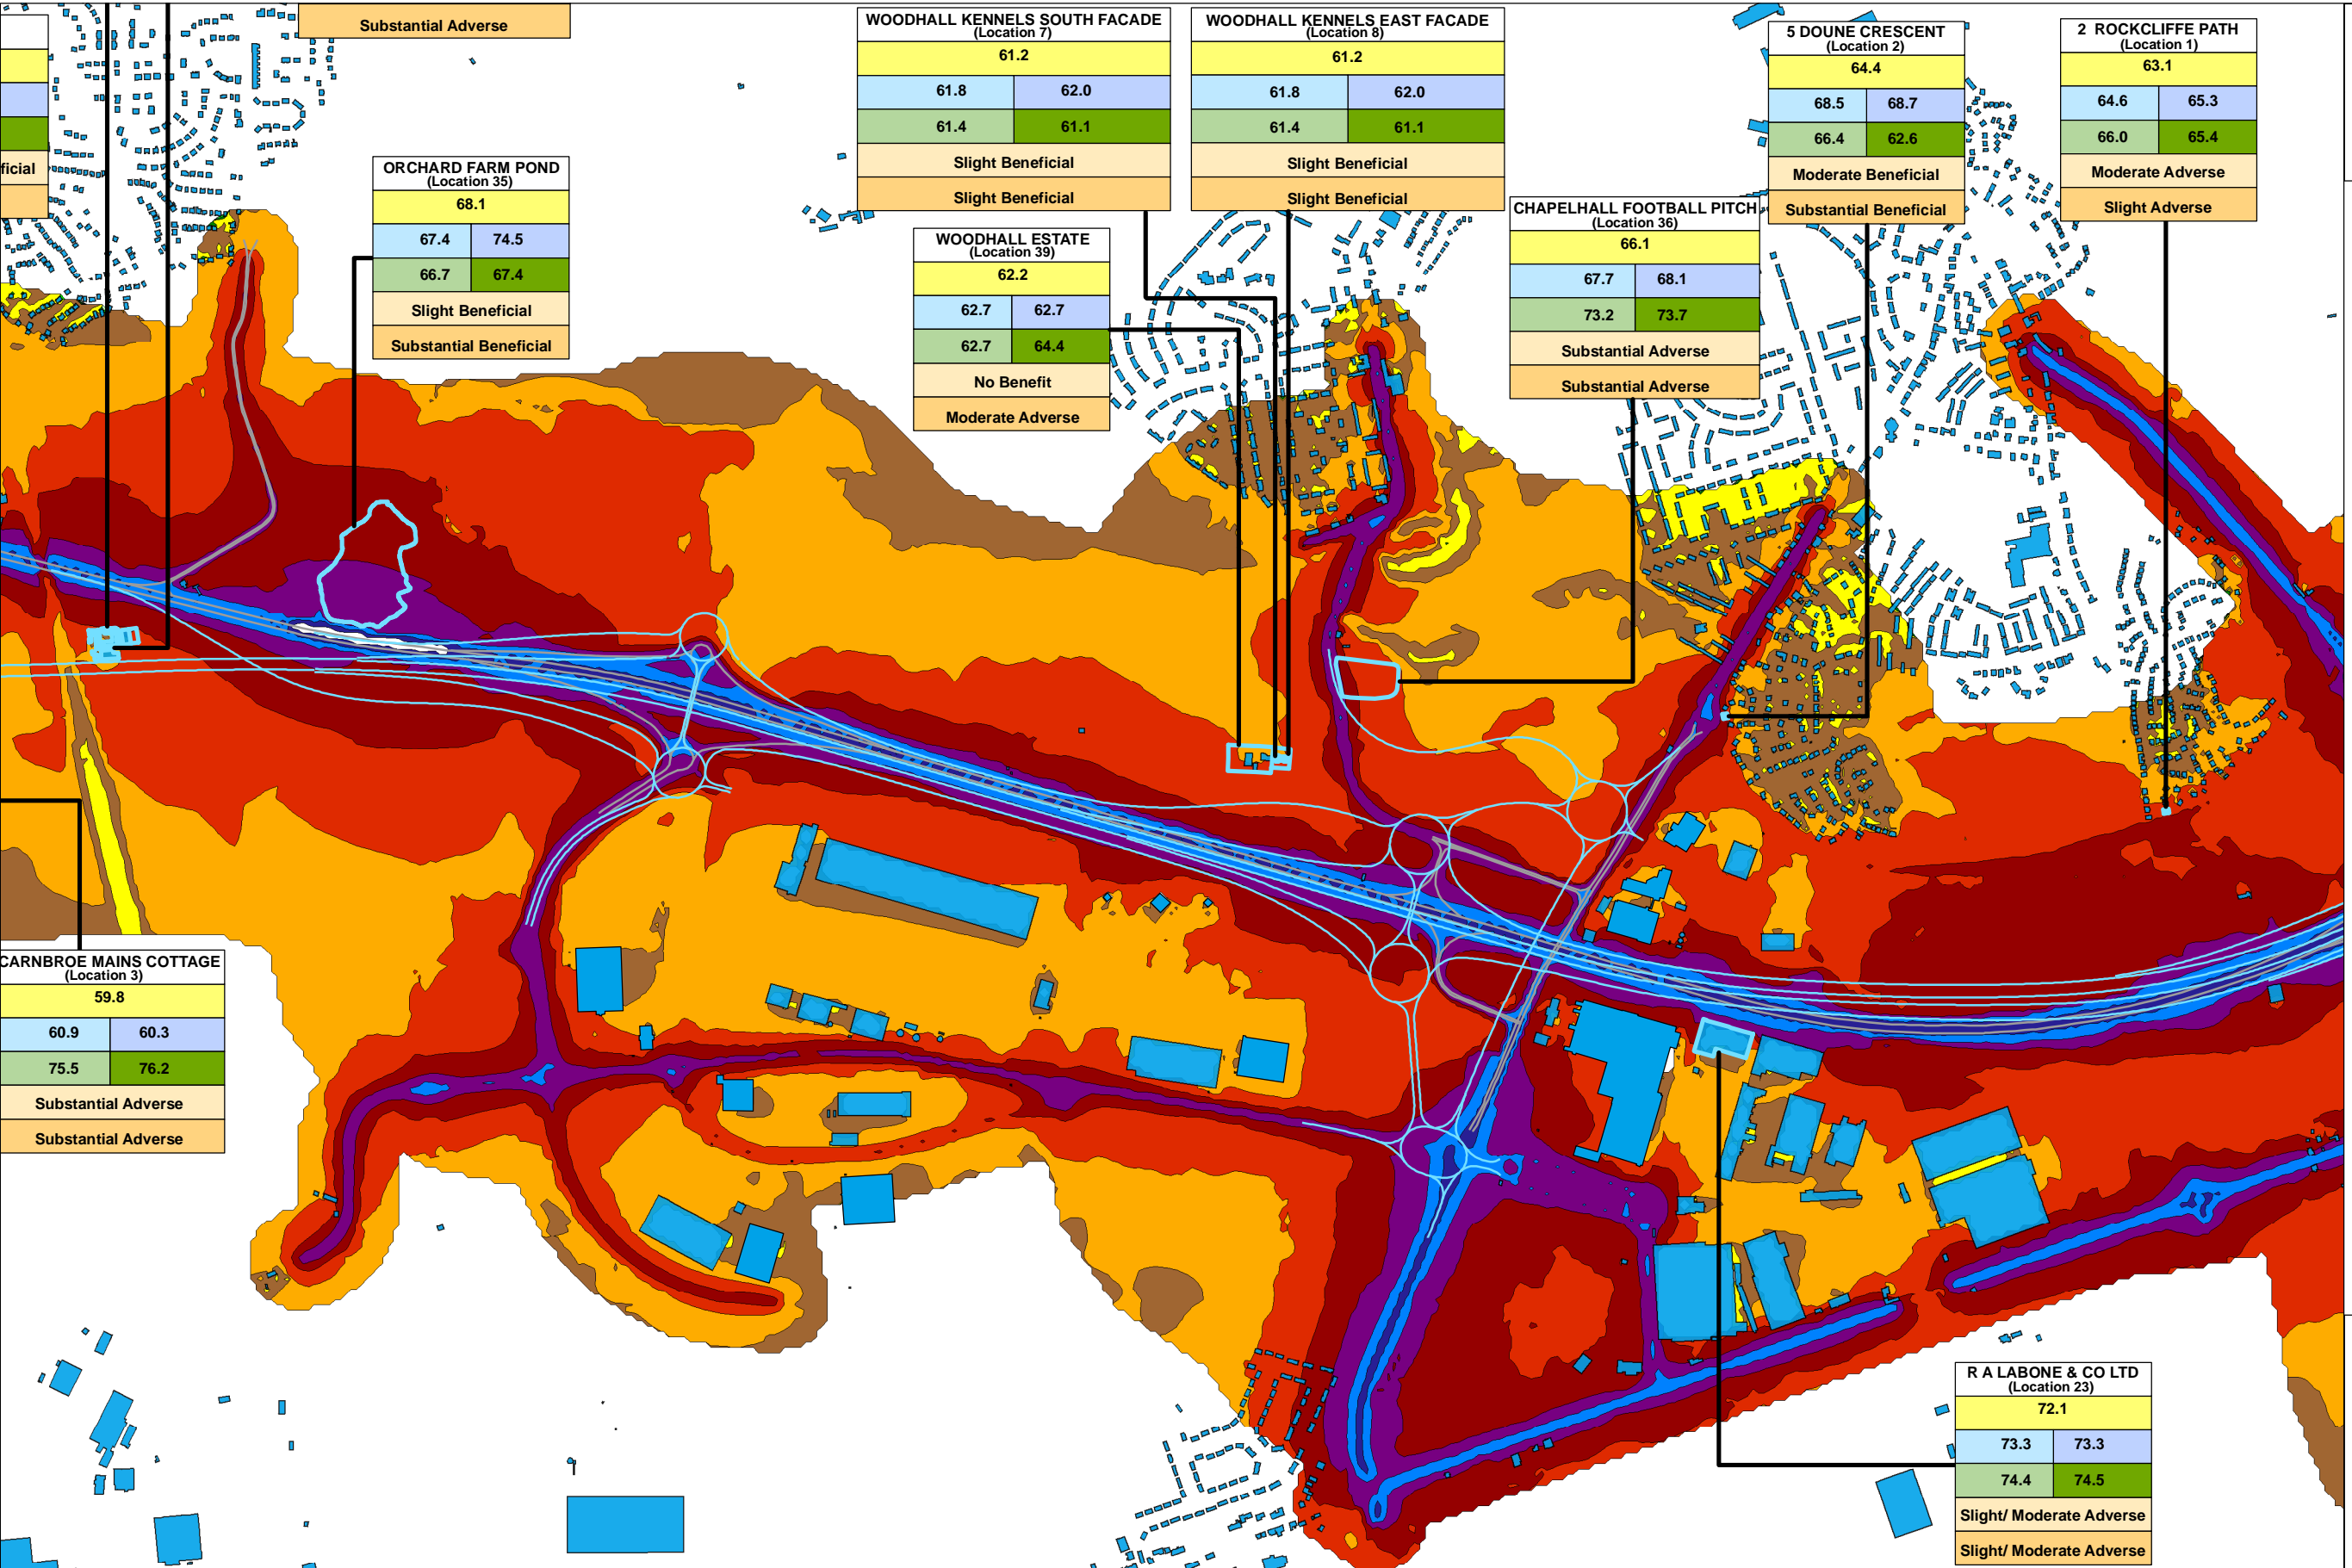 Substantial Adverse
ficial
ORCHARD FARM POND
(Location 35)
68.1
67.4 74.5
66.7 67.4
Slight Beneficial
Substantial Beneficial
WOODHALL KENNELS SOUTH FACADE
(Location 7)
61.2
61.8 62.0
61.4 61.1
Slight Beneficial
Slight Beneficial
WOODHALL KENNELS EAST FACADE
(Location 8)
61.2
61.8 62.0
61.4 61.1
Slight Beneficial
Slight Beneficial
WOODHALL ESTATE
(Location 39)
62.2
62.7 62.7
62.7 64.4
No Benefit
Moderate Adverse
CHAPELHALL FOOTBALL PITCH
(Location 36)
66.1
67.7 68.1
73.2 73.7
Substantial Adverse
Substantial Adverse
5 DOUNE CRESCENT
(Location 2)
64.4
68.5 68.7
66.4 62.6
Moderate Beneficial
Substantial Beneficial
2 ROCKCLIFFE PATH
(Location 1)
63.1
64.6 65.3
66.0 65.4
Moderate Adverse
Slight Adverse
CARNBROE MAINS COTTAGE
(Location 3)
59.8
60.9 60.3
75.5 76.2
Substantial Adverse
Substantial Adverse
R A LABONE & CO LTD
(Location 23)
72.1
73.3 73.3
74.4 74.5
Slight/ Moderate Adverse
Slight/ Moderate Adverse